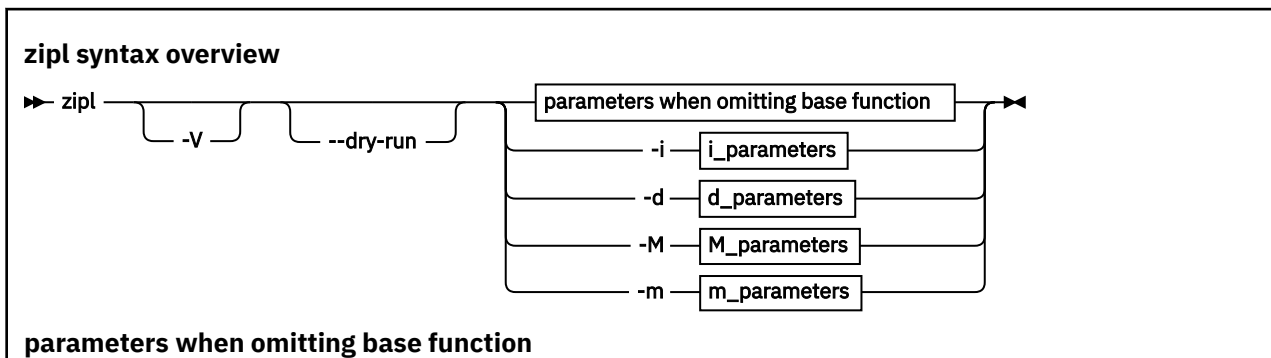 zipl syntax overview
zipl parameters when omitting base function
-V --dry-run
-i i_parameters
-d d_parameters
-M M_parameters
-m m_parameters
parameters when omitting base function